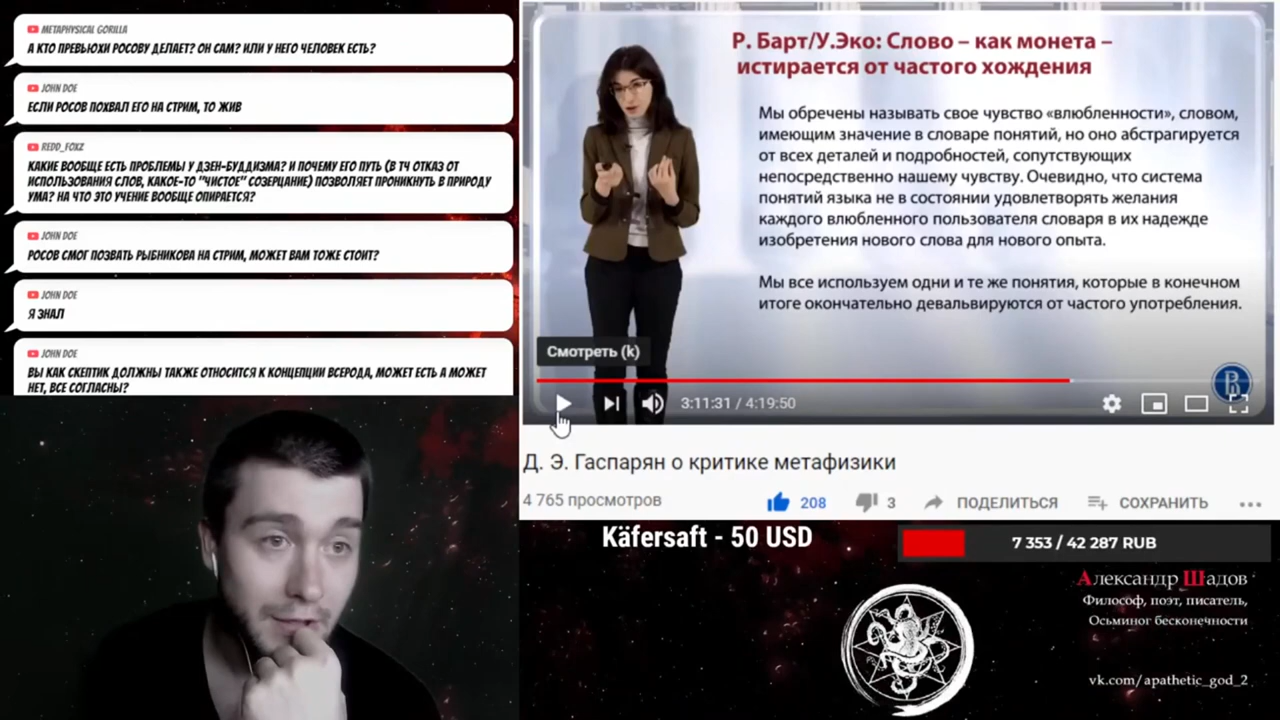 METAPHYSICAL GORILLA
А КТО ПРЕВЬЮХИ РОСОВУ ДЕЛАЕТ? ОН САМ? ИЛИ У НЕГО ЧЕЛОВЕК ЕСТЬ?
JOHN DOE
ЕСЛИ РОСОВ ПОХВАЛ ЕГО НА СТРИМ, ТО ЖИВ
REDD_FOXZ
КАКИЕ ВООБЩЕ ЕСТЬ ПРОБЛЕМЫ У ДЗЕН-БУДДИЗМА? И ПОЧЕМУ ЕГО ПУТЬ (В ТЧ ОТКАЗ ОТ
ИСПОЛЬЗОВАНИЯ СЛОВ, КАКОЕ-ТО "ЧИСТОЕ" СОЗЕРЦАНИЕ) ПОЗВОЛЯЕТ ПРОНИКНУТЬ В ПРИРОДУ
УМА? НА ЧТО ЭТО УЧЕНИЕ ВООБЩЕ ОПИРАЕТСЯ?
JOHN DOE
РОСОВ СМОГ ПОЗВАТЬ РЫБНИКОВА НА СТРИМ, МОЖЕТ ВАМ ТОЖЕ СТОИТ?
JOHN DOE
Я ЗНАЛ
JOHN DOE
ВЫ КАК СКЕПТИК ДОЛЖНЫ ТАКЖЕ ОТНОСИТСЯ К КОНЦЕПЦИИ ВСЕРОДА, МОЖЕТ ЕСТЬ А МОЖЕТ
НЕТ, ВСЕ СОГЛАСНЫ?
Р. Барт/У.Эко: Слово – как монета –
истирается от частого хождения
Мы обречены называть свое чувство «влюбленности», словом,
имеющим значение в словаре понятий, но оно абстрагируется
от всех деталей и подробностей, сопутствующих
непосредственно нашему чувству. Очевидно, что система
понятий языка не в состоянии удовлетворять желания
каждого влюбленного пользователя словаря в их надежде
изобретения нового слова для нового опыта.
Мы все используем одни и те же понятия, которые в конечном
итоге окончательно девальвируются от частого употребления.
Смотреть (k)
3:11:31 / 4:19:50
Д. Э. Гаспарян о критике метафизики
4 765 просмотров
208
3
ПОДЕЛИТЬСЯ
СОХРАНИТЬ
Käfersaft - 50 USD
7 353 / 42 287 RUB
Александр Шадов
Философ, поэт, писатель,
Осьминог бесконечности
vk.com/apathetic_god_2